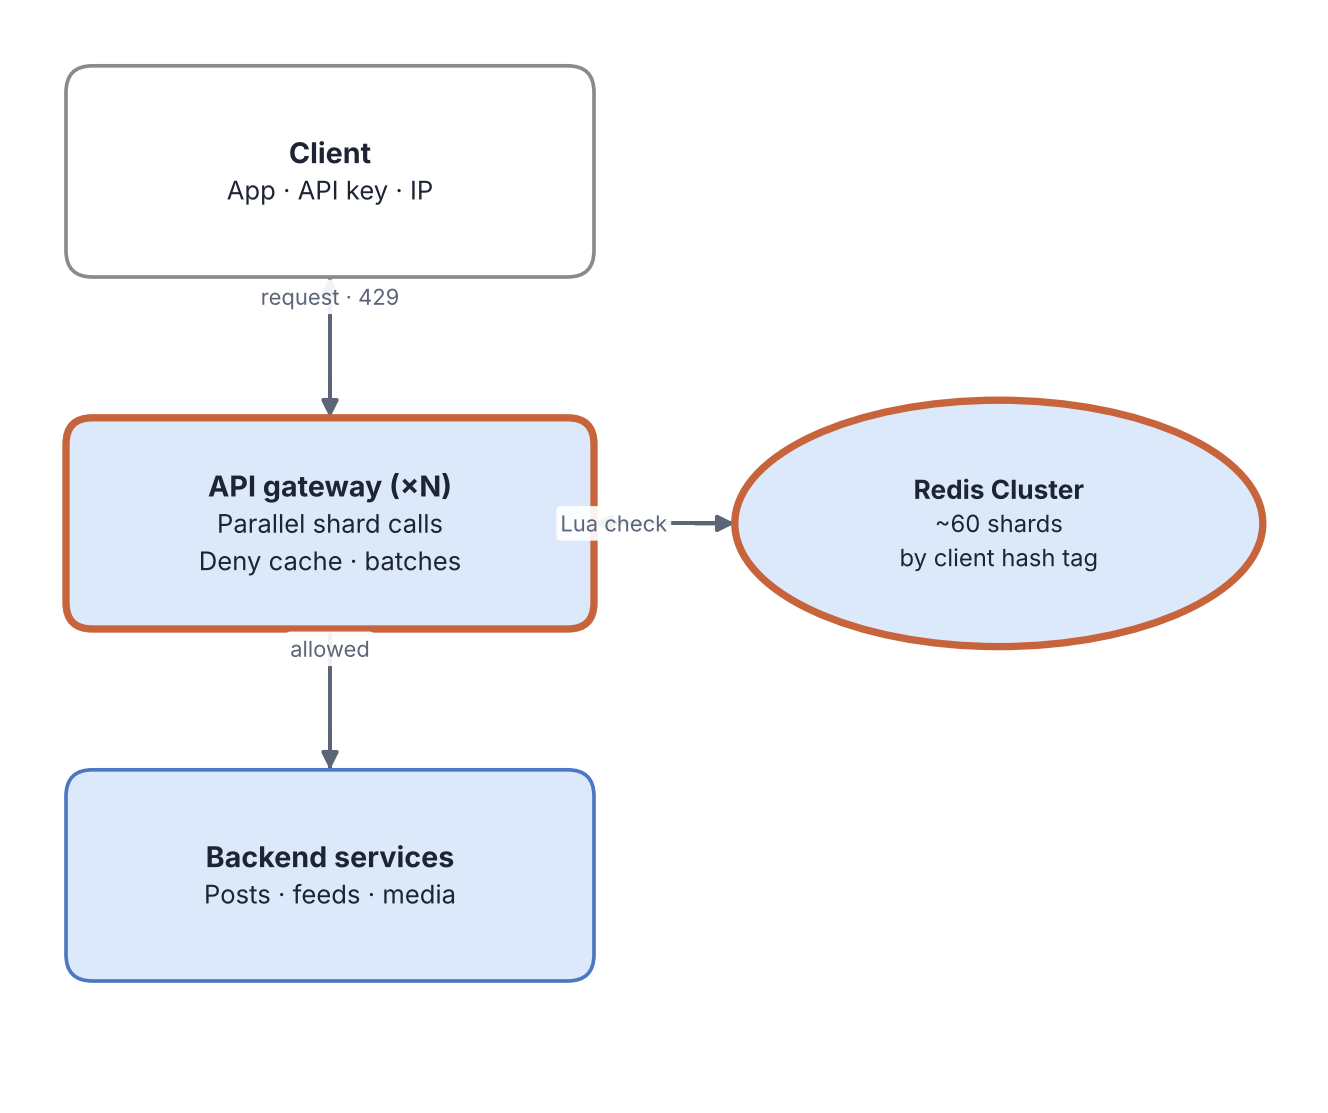 Client
App · API key · IP
request · 429
API gateway (×N)
Parallel shard calls
Deny cache · batches
Lua check
Redis Cluster
~60 shards
by client hash tag
allowed
Backend services
Posts · feeds · media